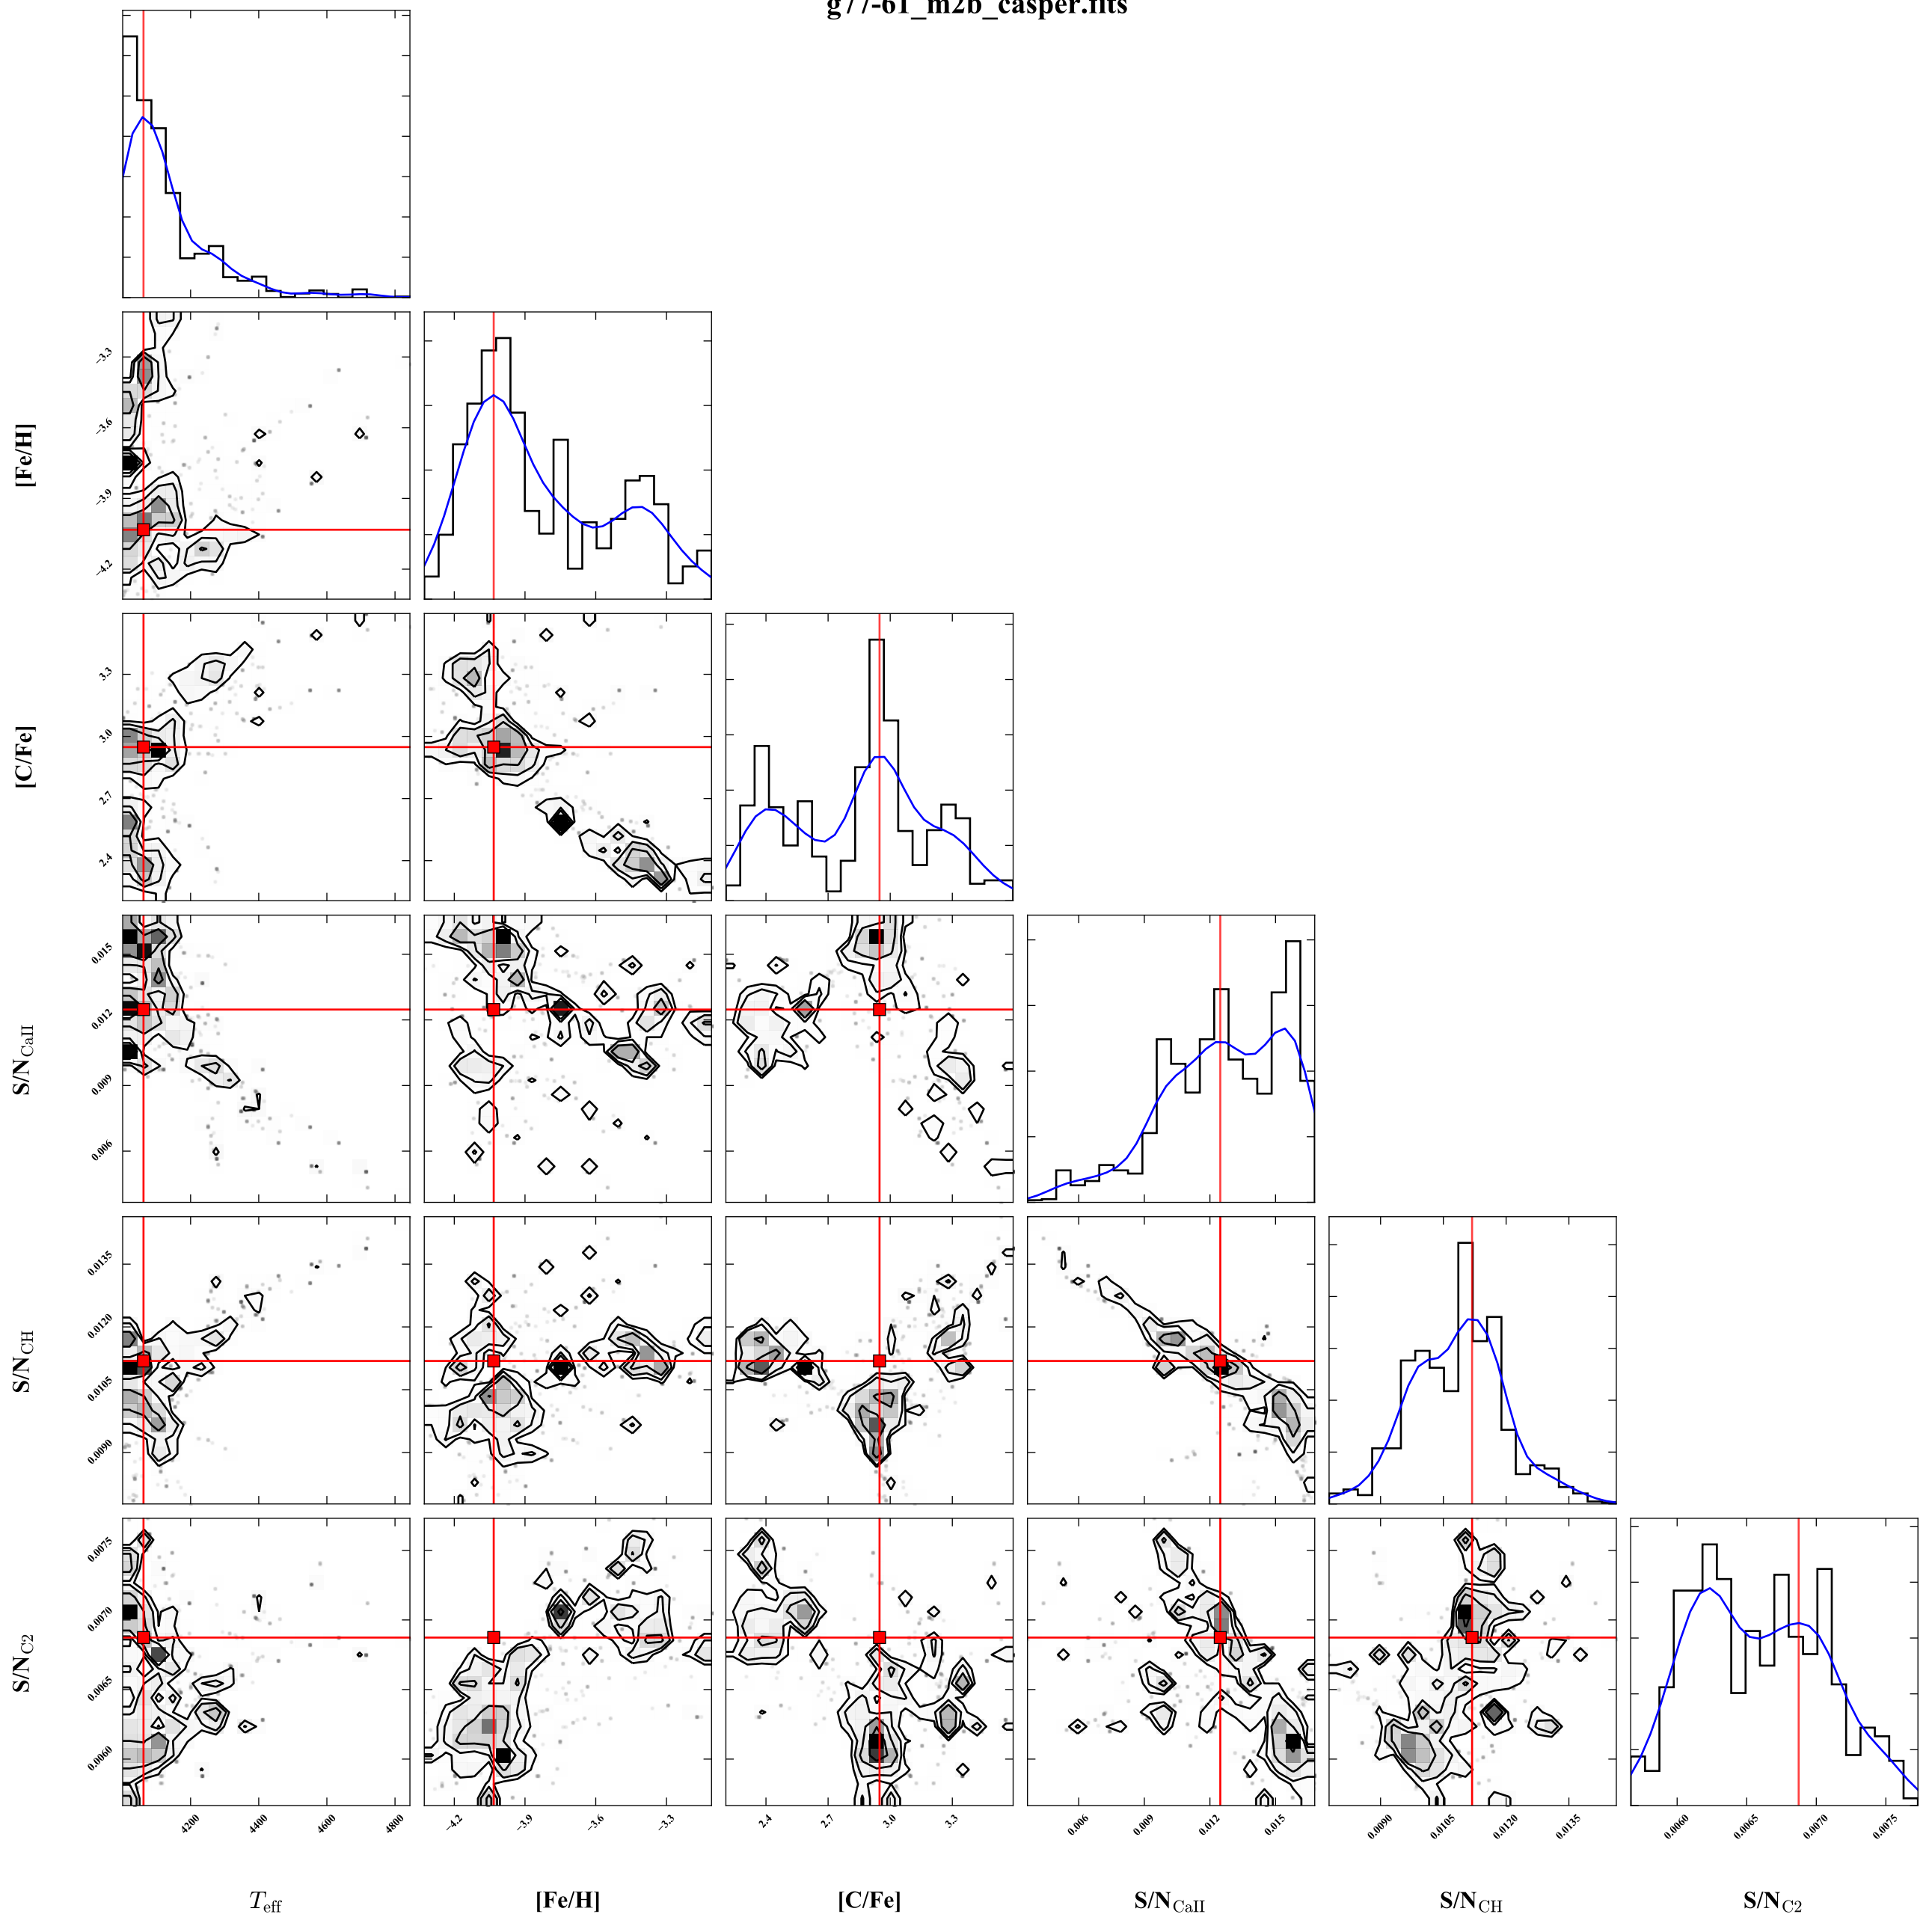 g77-61_m2b_casper.fits
[Fe/H]
−3.3
−3.6
−3.9
−4.2
[C/Fe]
3.3
3.0
2.7
2.4
S/N_CaII
0.015
0.012
0.009
0.006
S/N_CH
0.0135
0.0120
0.0105
0.0090
S/N_C2
0.0075
0.0070
0.0065
0.0060
4200 4400 4600 4800
−4.2 −3.9 −3.6 −3.3
2.4 2.7 3.0 3.3
0.006 0.009 0.012 0.015
0.0090 0.0105 0.0120 0.0135
0.0060 0.0065 0.0070 0.0075
T_eff [Fe/H] [C/Fe] S/N_CaII S/N_CH S/N_C2